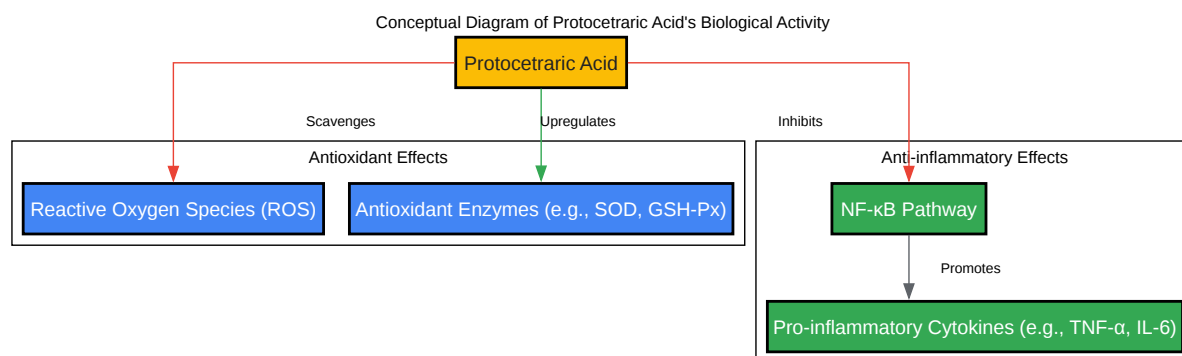 Conceptual Diagram of Protocetraric Acid's Biological Activity
Protocetraric Acid
Scavenges
Upregulates
Inhibits
Antioxidant Effects
Anti-inflammatory Effects
Reactive Oxygen Species (ROS)
Antioxidant Enzymes (e.g., SOD, GSH-Px)
NF-κB Pathway
Promotes
Pro-inflammatory Cytokines (e.g., TNF-α, IL-6)